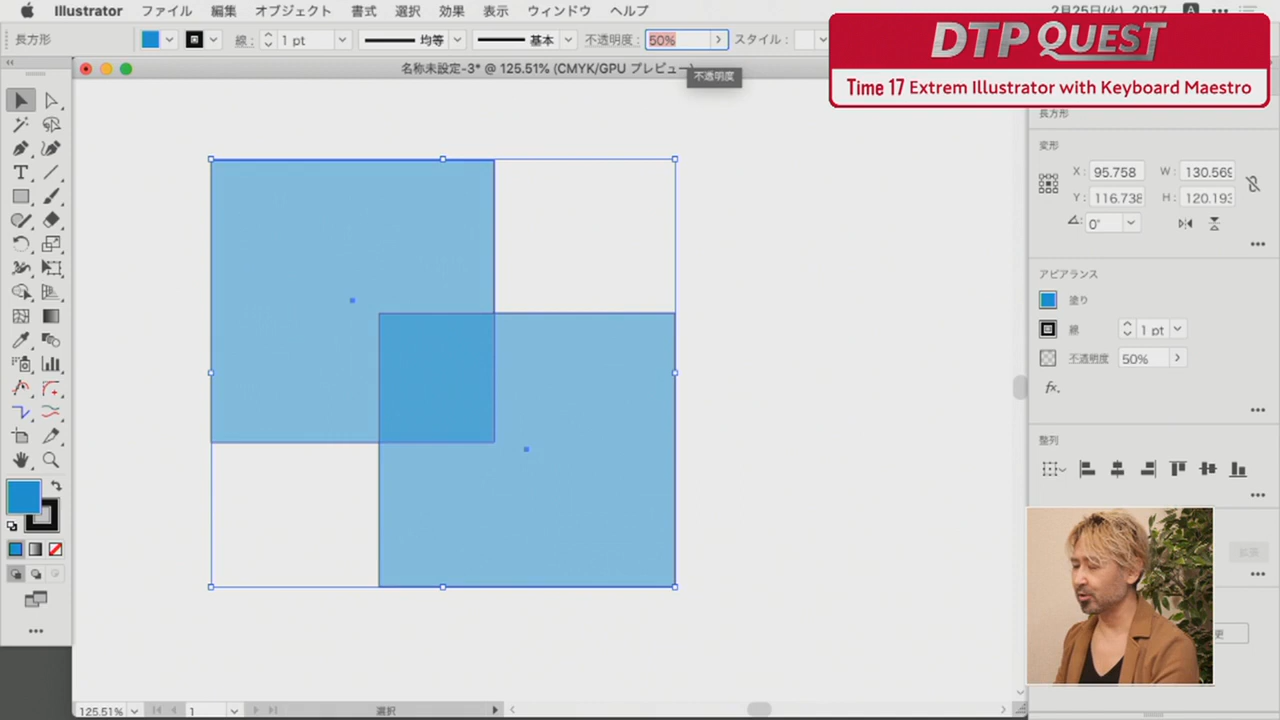 Illustrator ファイル 編集 オブジェクト 書式 選択 効果 表示 ウィンドウ ヘルプ
2月25日(火) 20:17 A
DTP QUEST
Time 17 Extrem Illustrator with Keyboard Maestro
長方形 線: 1 pt 均等 基本 不透明度: 50% スタイル:
名称未設定-3* @ 125.51% (CMYK/GPU プレビュー)
不透明度
長方形
変形
X: 95.758 W: 130.569
Y: 116.738 H: 120.193
0°
アピアランス
塗り
線 1 pt
不透明度 50%
fx.
整列
拡張
更
125.51% 1 選択